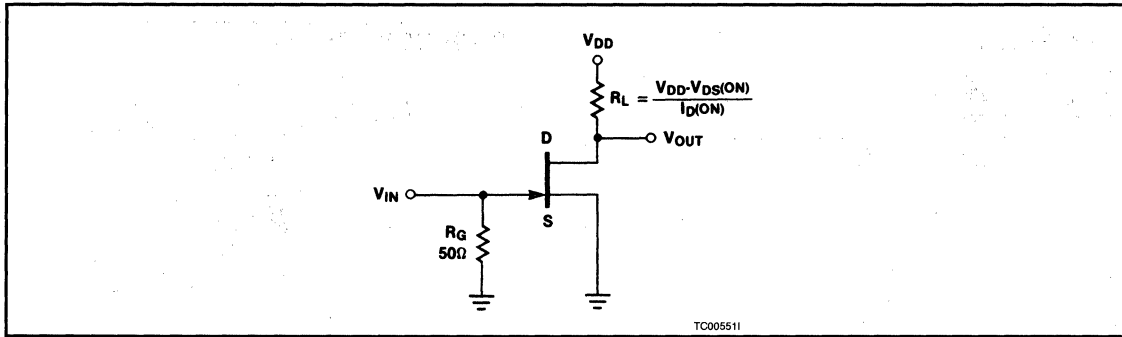 VDD
RL = VDD-VDS(ON)
ID(ON)
D
VOUT
VIN
S
RG
50Ω
TC00551I